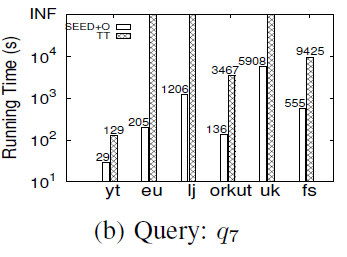 INF
SEED+O
TT
Running Time (s)
10^4
10^3
10^2
10^1
29
129
205
1206
136
3467
5908
555
9425
yt eu lj orkut uk fs
(b) Query: q7